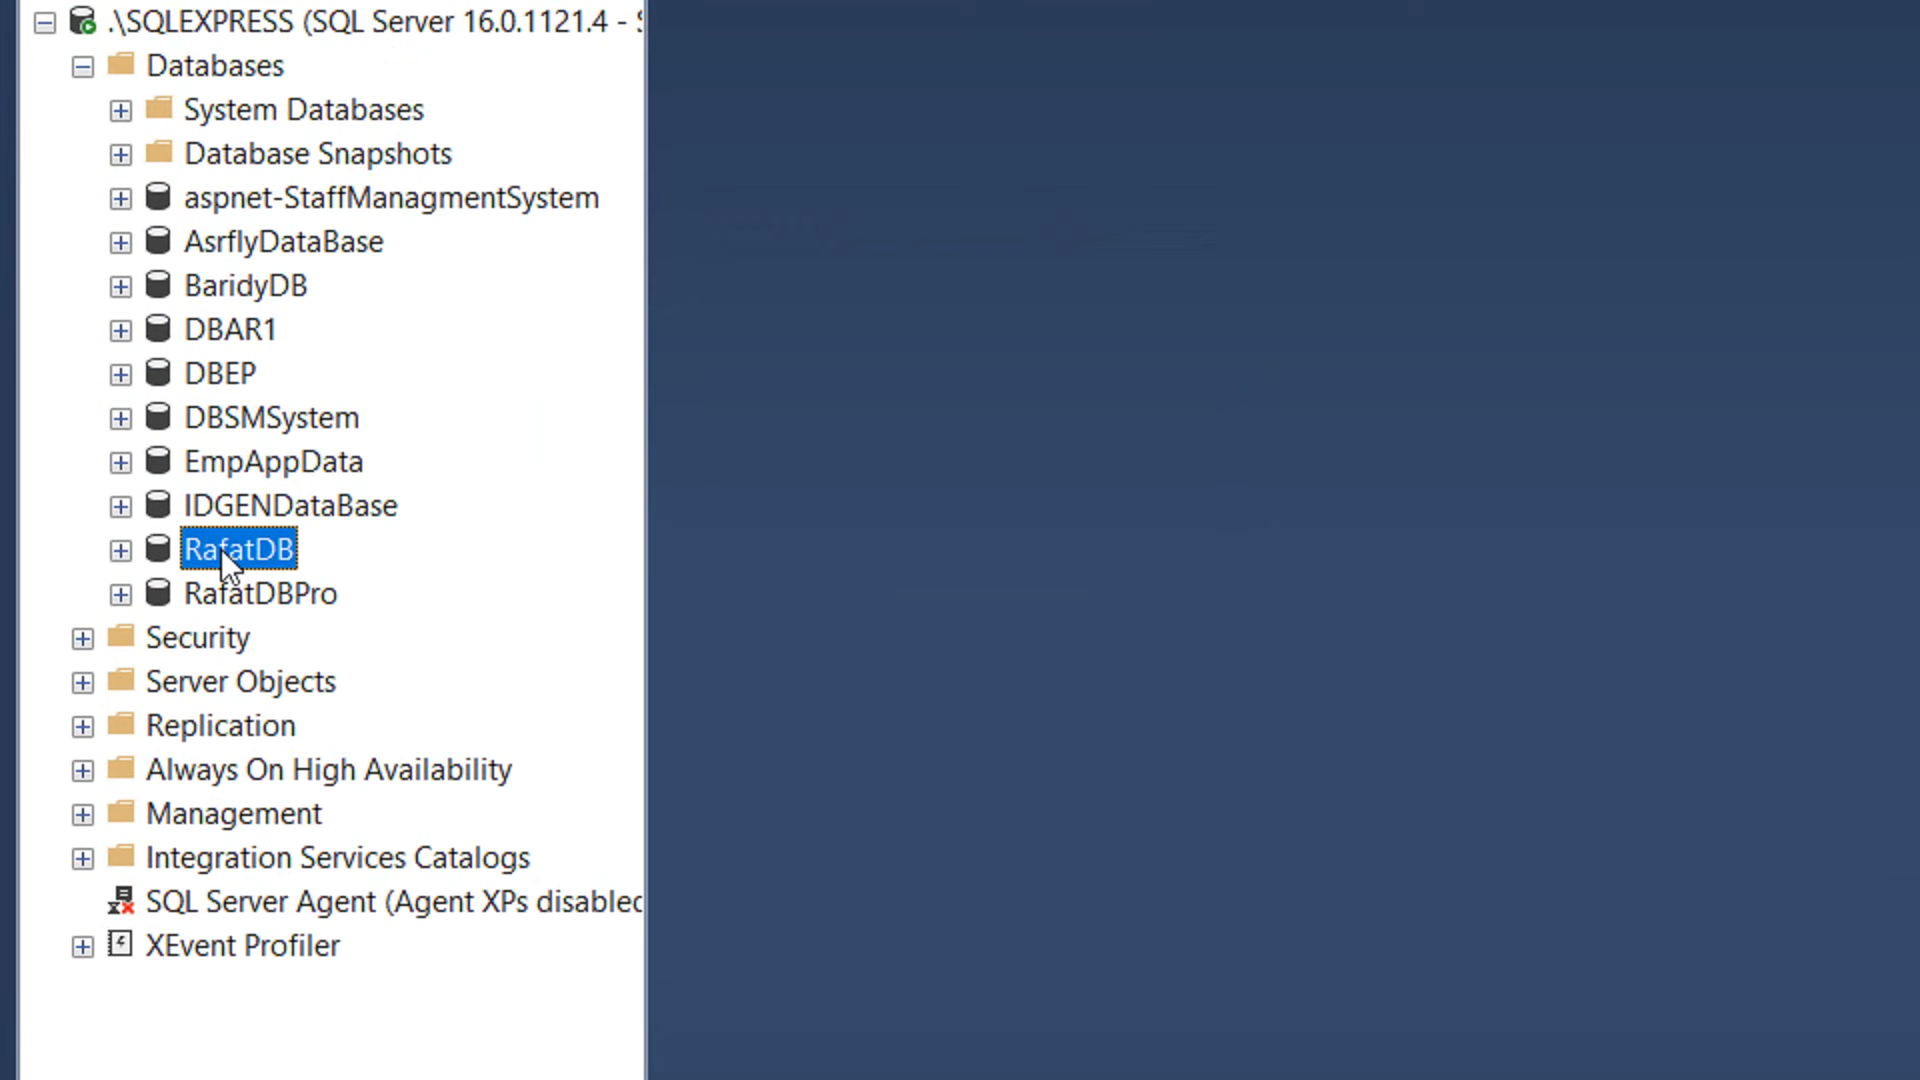 .\SQLEXPRESS (SQL Server 16.0.1121.4 -
Databases
System Databases
Database Snapshots
aspnet-StaffManagmentSystem
AsrflyDataBase
BaridyDB
DBAR1
DBEP
DBSMSystem
EmpAppData
IDGENDataBase
RafatDB
RafatDBPro
Security
Server Objects
Replication
Always On High Availability
Management
Integration Services Catalogs
SQL Server Agent (Agent XPs disabled
XEvent Profiler